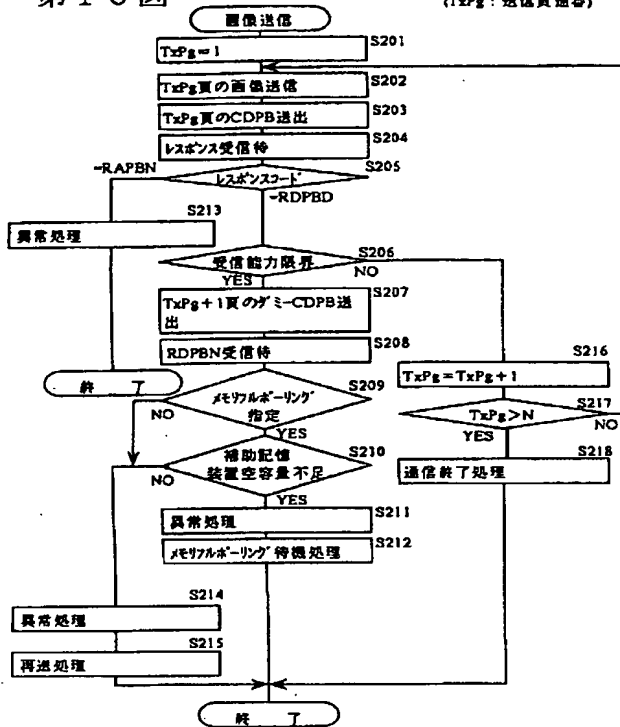 第10図
(TxPg:送信頁通番)
画像送信
TxPg=1
S201
TxPg頁の画像送信
S202
TxPg頁のCDPB送出
S203
レスポンス受信待
S204
レスポンスコード
S205
=RAPBN
=RDPBD
S213
異常処理
受信能力限界
S206
YES
NO
TxPg+1頁のダミーCDPB送
出
S207
RDPBN受信待
S208
終 了
メモリフルポーリング
指定
S209
NO
YES
S216
TxPg=TxPg+1
TxPg>N
S217
YES
NO
補助記憶
装置空容量不足
S210
NO
YES
通信終了処理
S218
異常処理
S211
メモリフルポーリング待機処理
S212
S214
異常処理
S215
再送処理
終 了